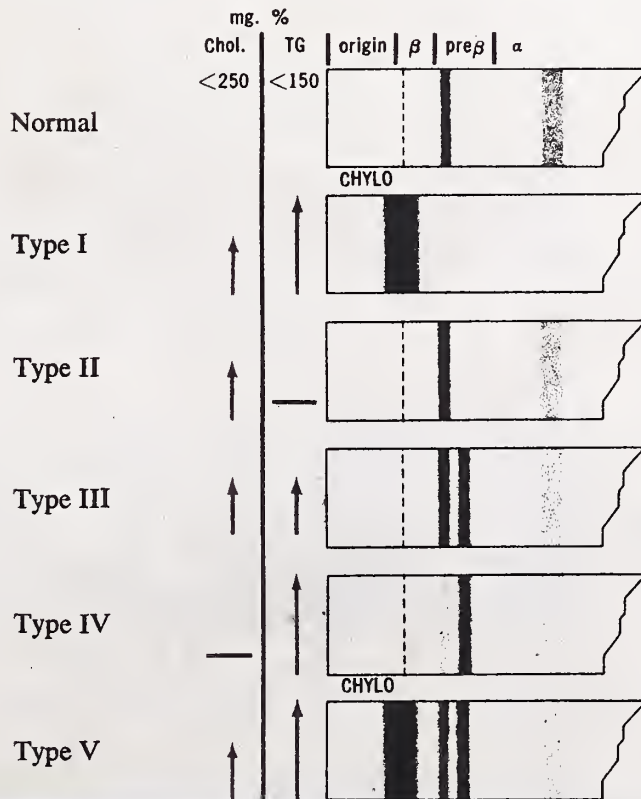 mg. %
Chol. TG origin β preβ α
<250 <150
Normal
CHYLO
Type I
Type II
Type III
Type IV
CHYLO
Type V